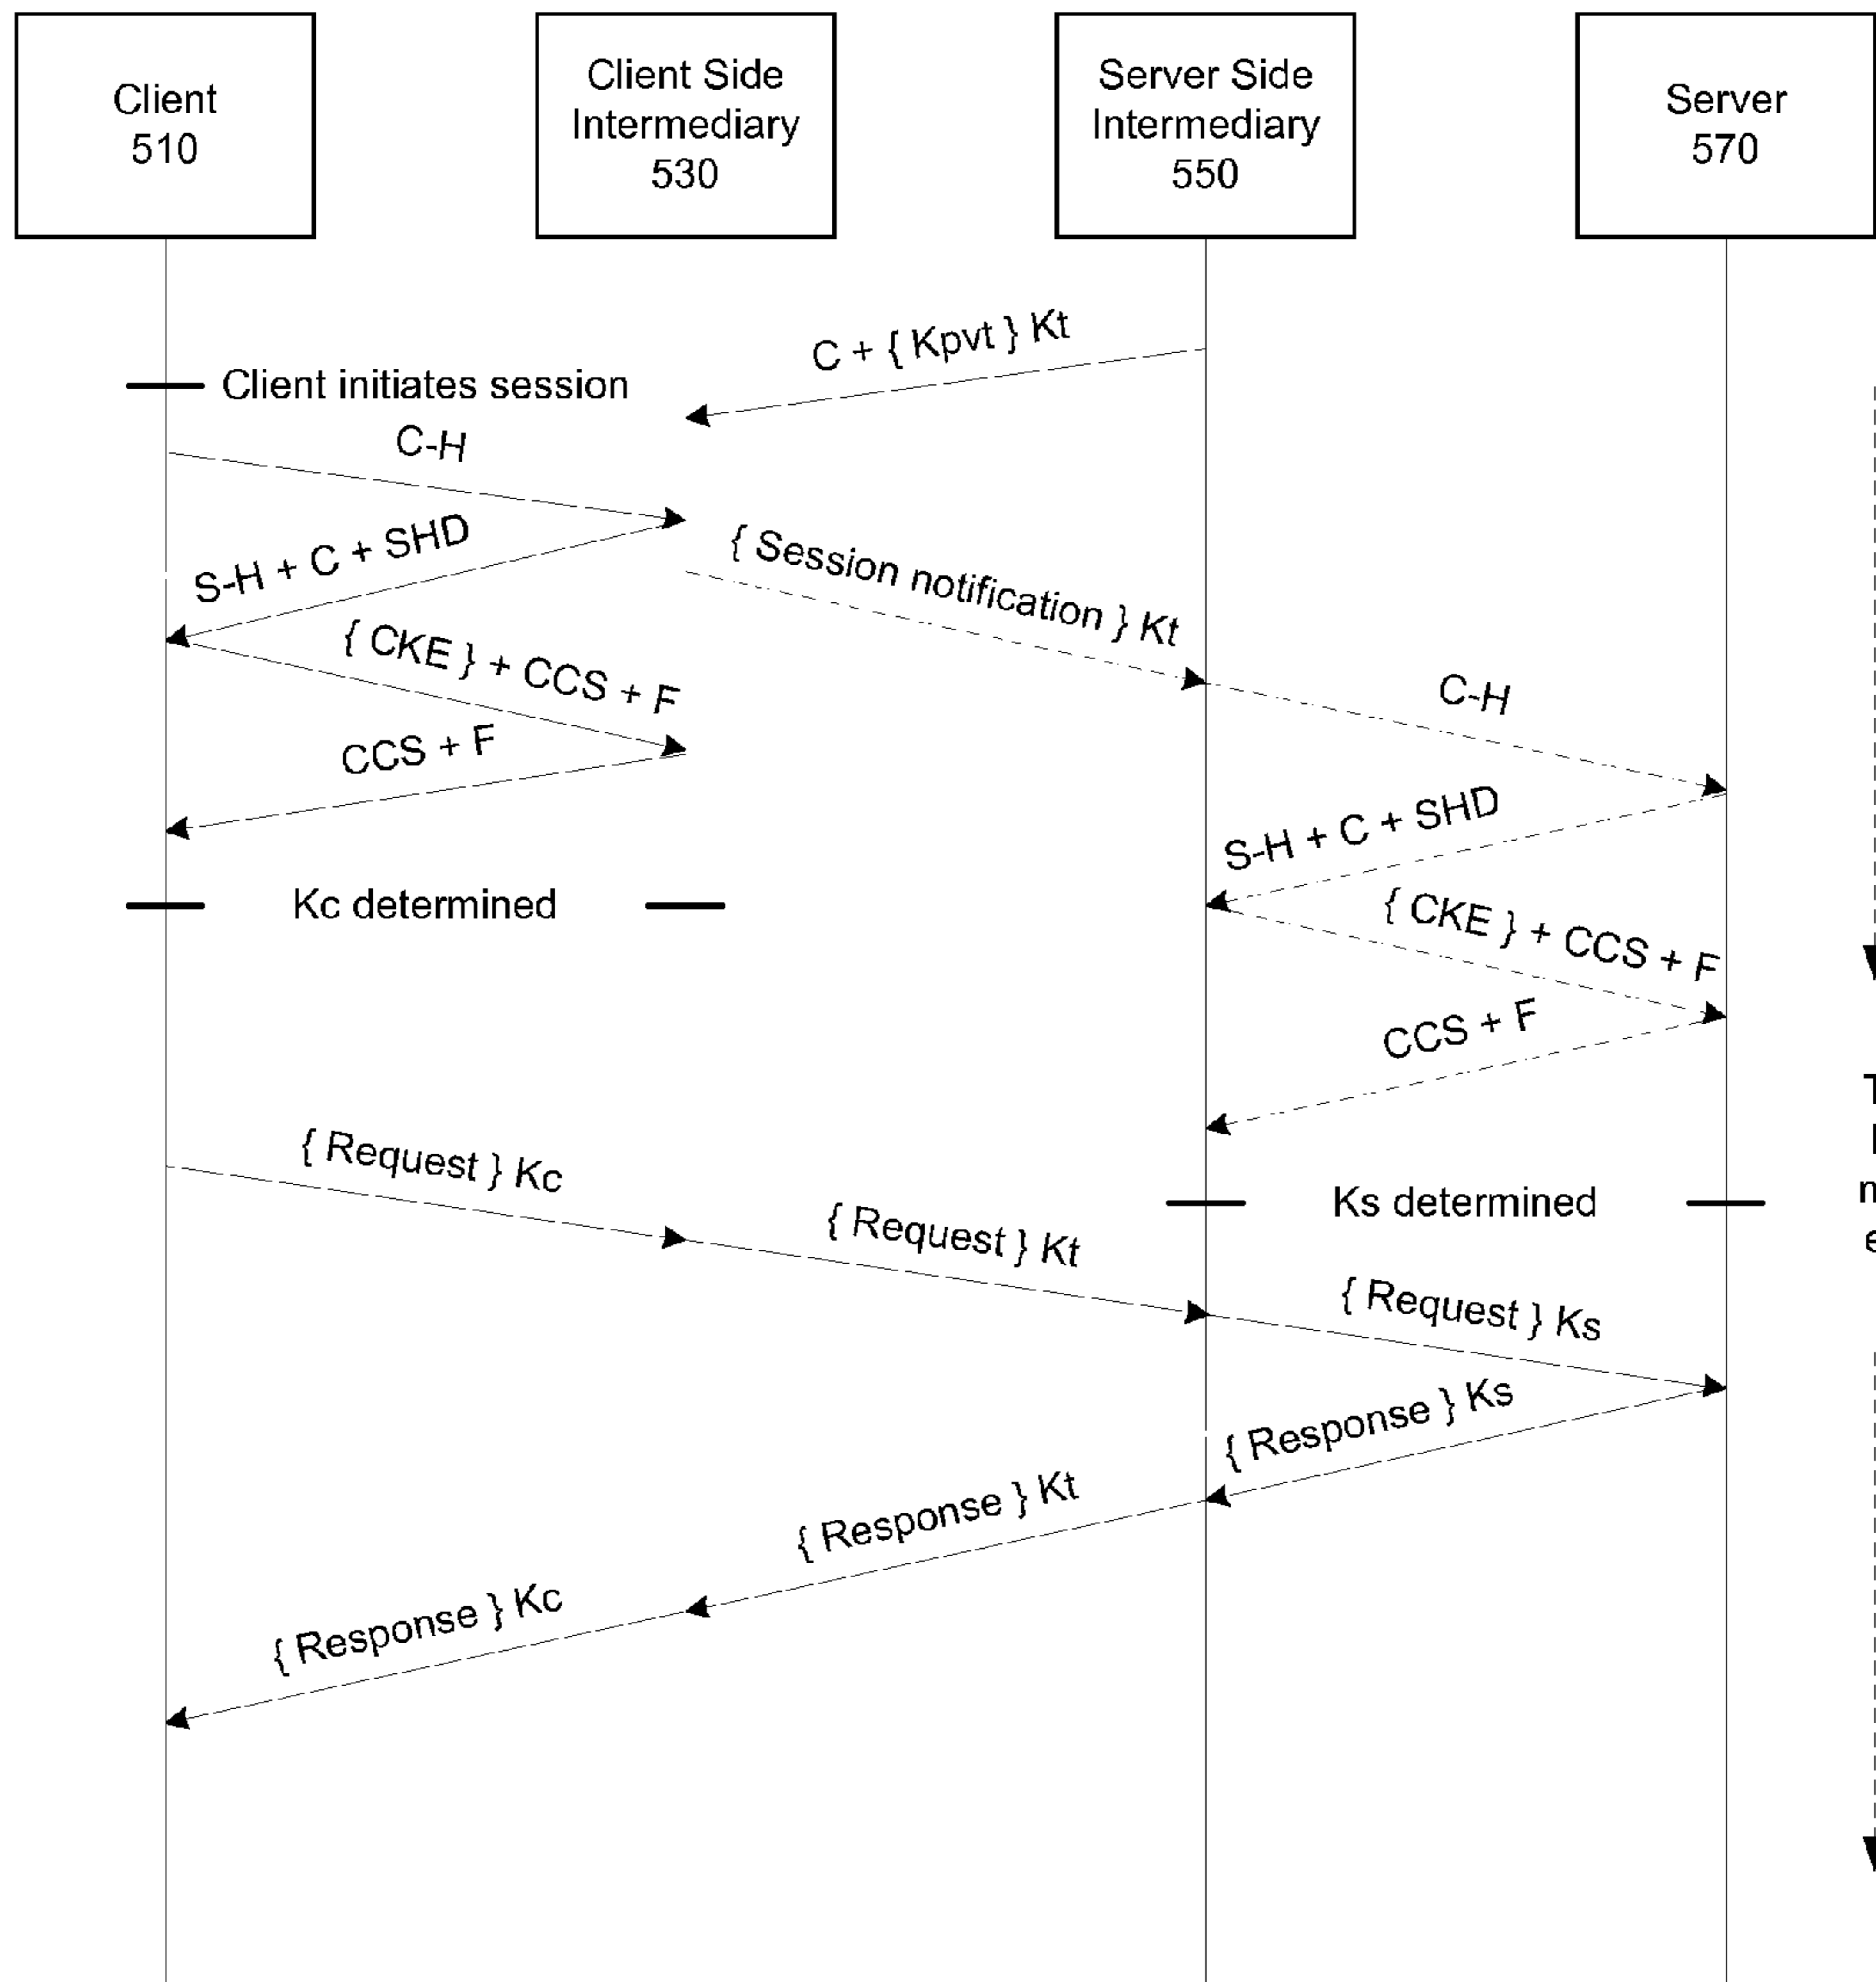 Client
510
Client Side
Intermediary
530
Server Side
Intermediary
550
Server
570
C + { Kpvt } Kt
Client initiates session
C-H
S-H + C + SHD
{ Session notification } Kt
{ CKE } + CCS + F
C-H
CCS + F
S-H + C + SHD
Kc determined
{ CKE } + CCS + F
CCS + F
{ Request } Kc
Ks determined
{ Request } Kt
{ Request } Ks
{ Response } Ks
{ Response } Kt
{ Response } Kc